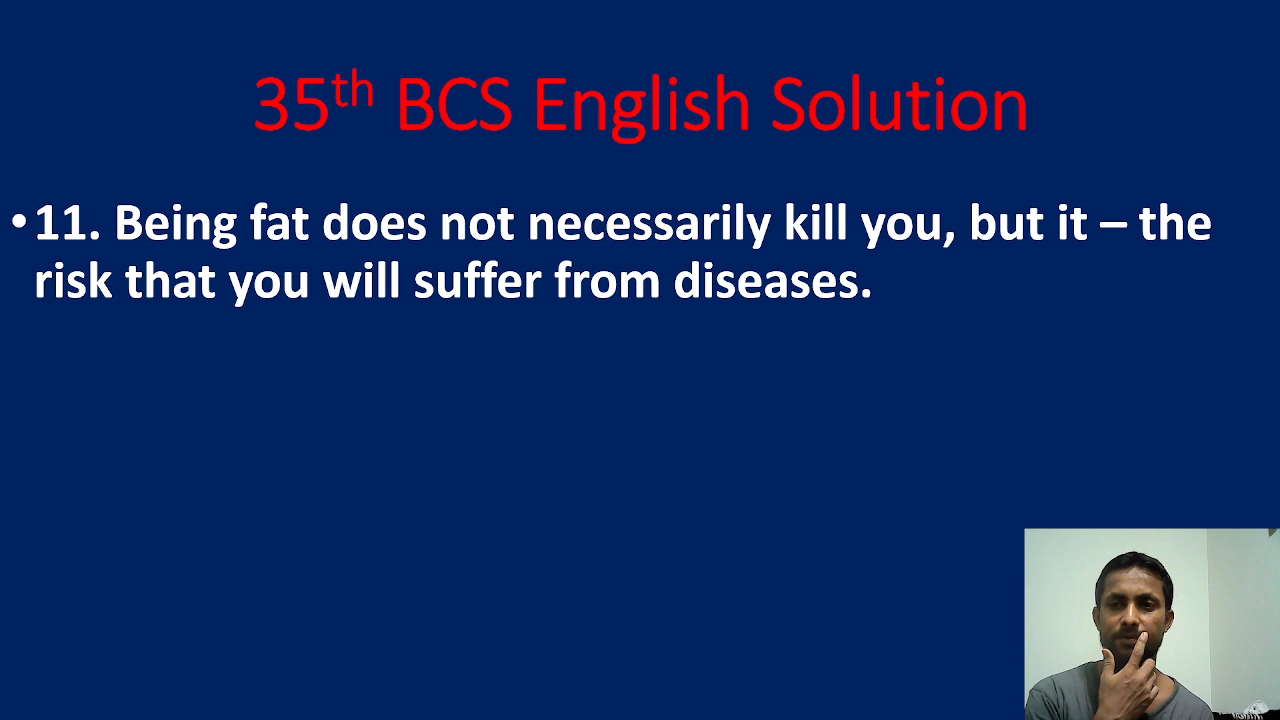 35th BCS English Solution
• 11. Being fat does not necessarily kill you, but it – the
risk that you will suffer from diseases.